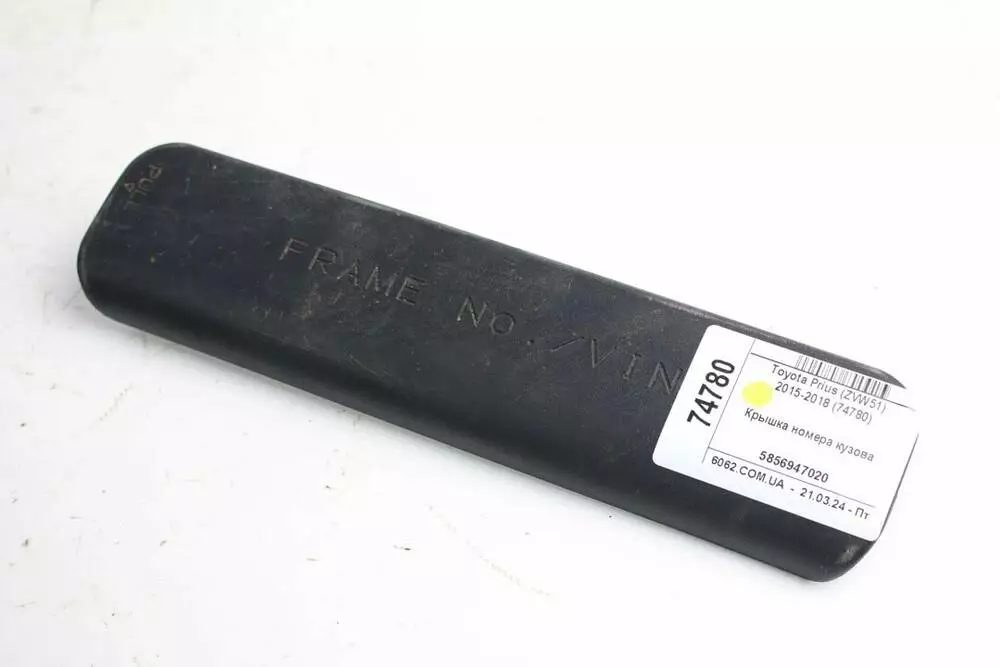 PULL
FRAME NO./VIN
74780
Toyota Prius (ZVW51)
2015-2018 (74780)
Крышка номера кузова
5856947020
6062.COM.UA - 21.03.24 - Пт